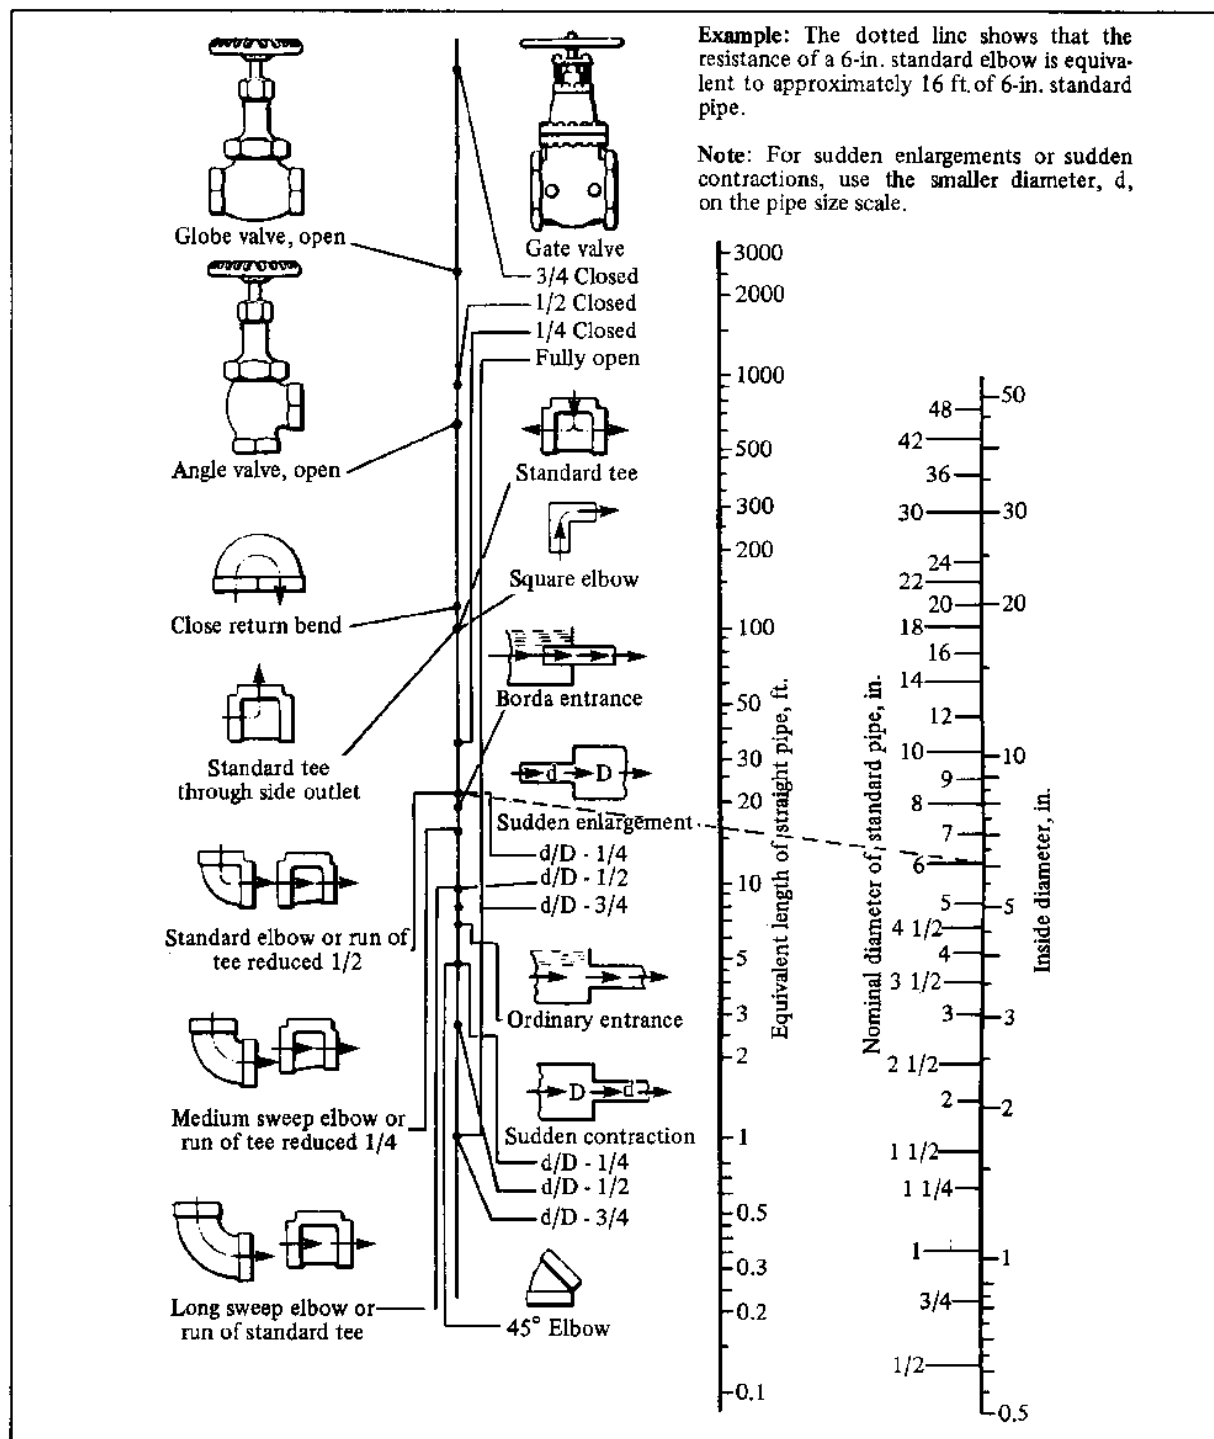 Example: The dotted line shows that the
resistance of a 6-in. standard elbow is equiva-
lent to approximately 16 ft. of 6-in. standard
pipe.
Note: For sudden enlargements or sudden
contractions, use the smaller diameter, d,
on the pipe size scale.
Globe valve, open
Gate valve
3/4 Closed
1/2 Closed
1/4 Closed
Fully open
Angle valve, open
Standard tee
Square elbow
Close return bend
Borda entrance
Standard tee
through side outlet
d
D
Sudden enlargement
d/D - 1/4
d/D - 1/2
d/D - 3/4
Standard elbow or run of
tee reduced 1/2
Ordinary entrance
Medium sweep elbow or
run of tee reduced 1/4
D
d
Sudden contraction
d/D - 1/4
d/D - 1/2
d/D - 3/4
Long sweep elbow or
run of standard tee
45° Elbow
3000
2000
1000
500
300
200
100
50
30
20
10
5
3
2
1
0.5
0.3
0.2
0.1
Equivalent length of straight pipe, ft.
Nominal diameter of standard pipe, in.
48
42
36
30
24
22
20
18
16
14
12
10
9
8
7
6
5
4 1/2
4
3 1/2
3
2 1/2
2
1 1/2
1 1/4
1
3/4
1/2
50
30
20
10
5
3
2
1
0.5
Inside diameter, in.